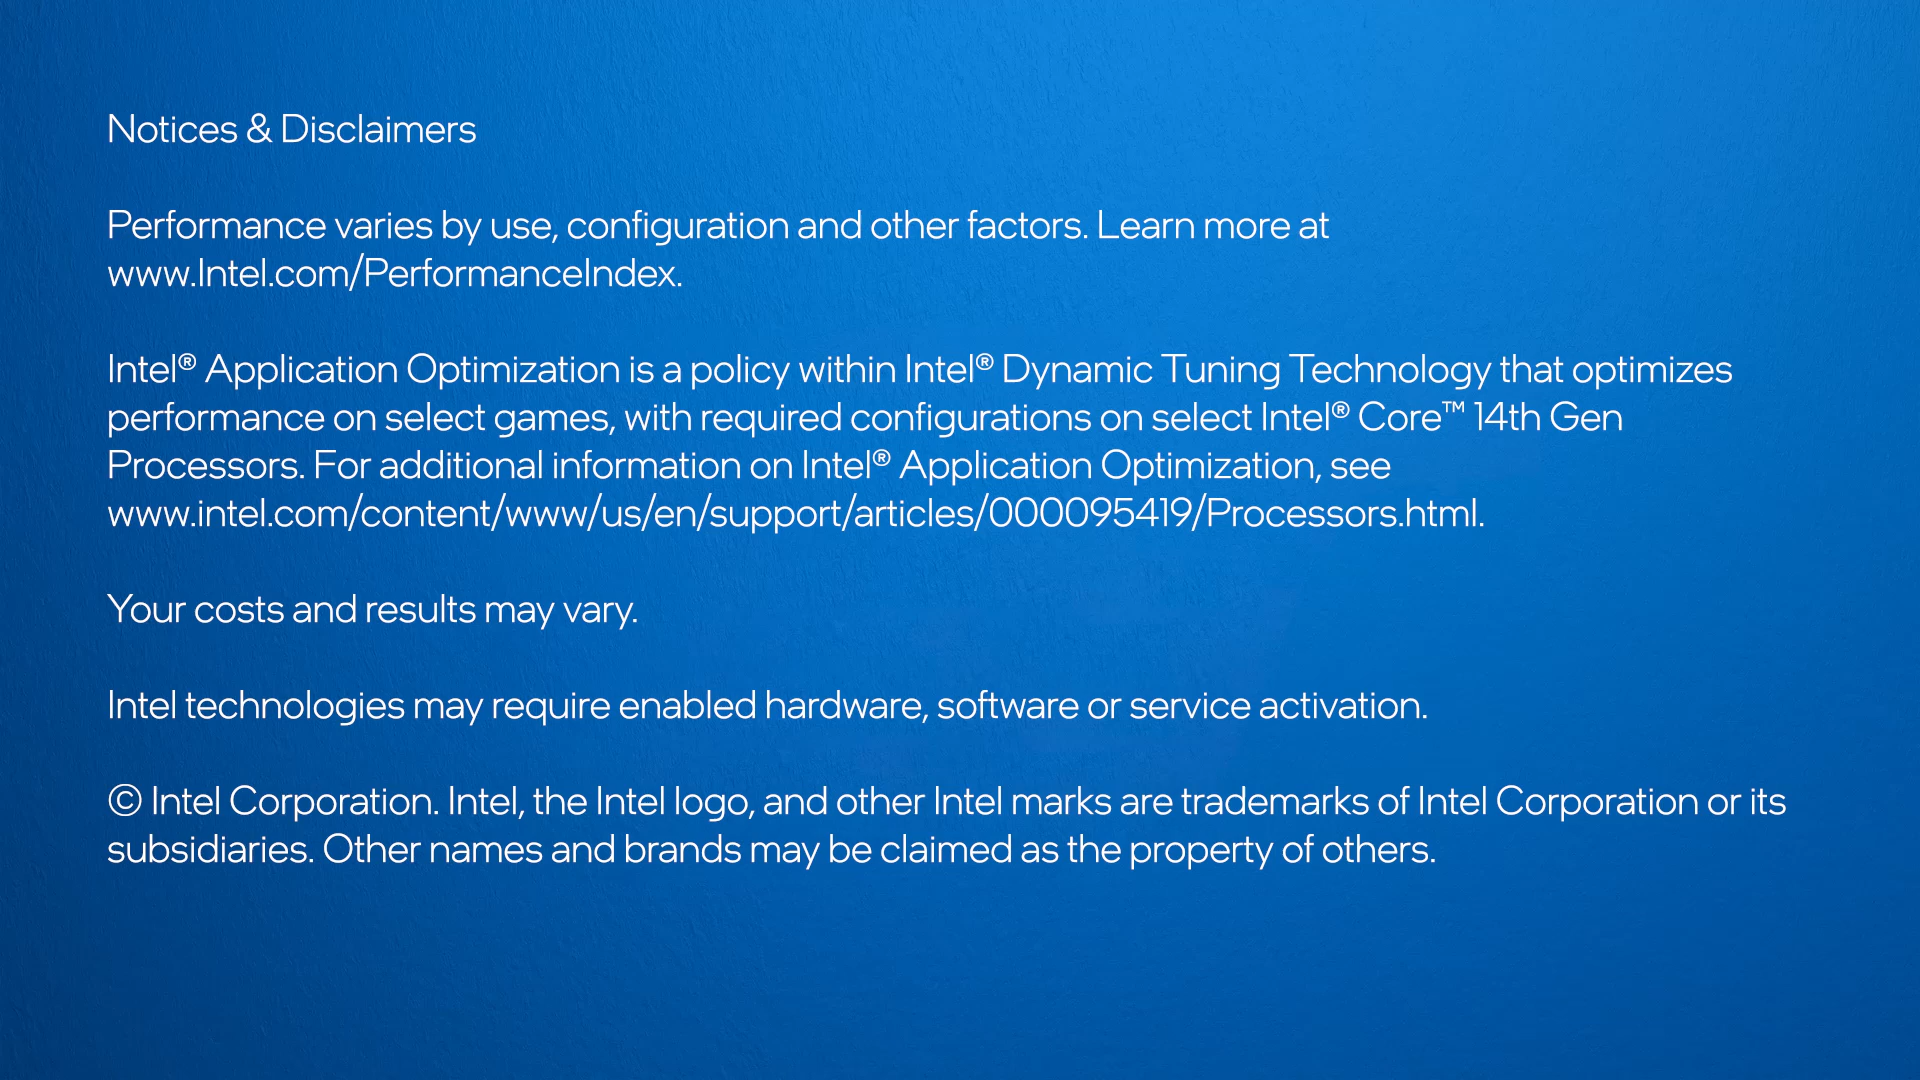 Notices & Disclaimers
Performance varies by use, configuration and other factors. Learn more at
www.Intel.com/PerformanceIndex.
Intel® Application Optimization is a policy within Intel® Dynamic Tuning Technology that optimizes
performance on select games, with required configurations on select Intel® Core™ 14th Gen
Processors. For additional information on Intel® Application Optimization, see
www.intel.com/content/www/us/en/support/articles/000095419/Processors.html.
Your costs and results may vary.
Intel technologies may require enabled hardware, software or service activation.
© Intel Corporation. Intel, the Intel logo, and other Intel marks are trademarks of Intel Corporation or its
subsidiaries. Other names and brands may be claimed as the property of others.